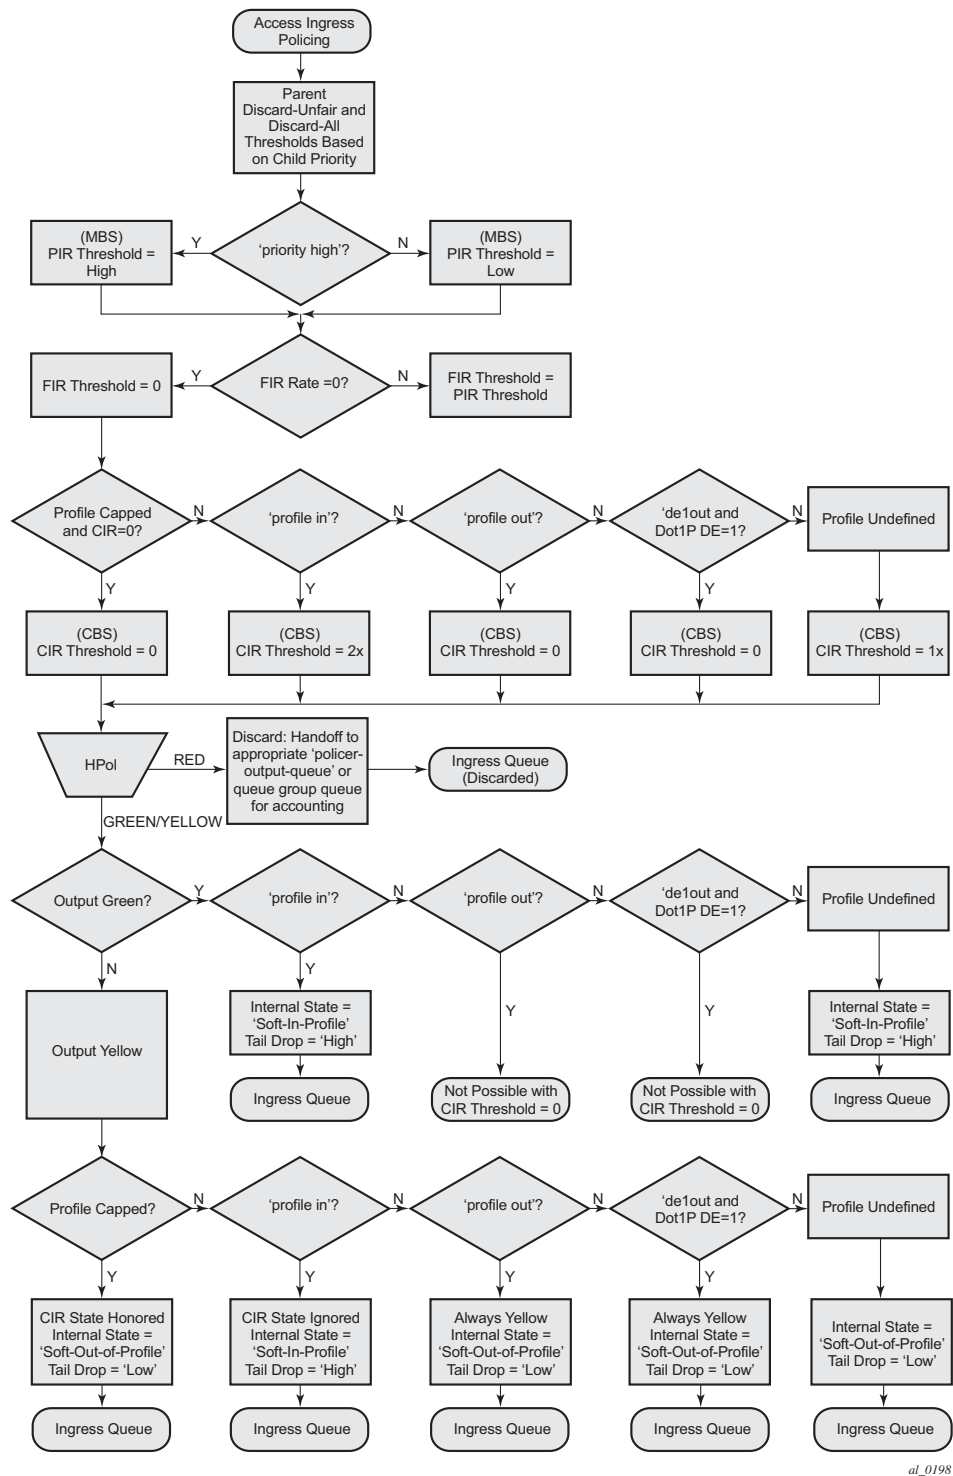 Access Ingress
Policing
Parent
Discard-Unfair and
Discard-All
Thresholds Based
on Child Priority
(MBS)
PIR Threshold =
High
Y
‘priority high’?
N
(MBS)
PIR Threshold =
Low
FIR Threshold = 0
Y
FIR Rate =0?
N
FIR Threshold =
PIR Threshold
Profile Capped
and CIR=0?
N
‘profile in’?
N
‘profile out’?
N
‘de1out and
Dot1P DE=1?
N
Profile Undefined
Y
Y
Y
Y
(CBS)
CIR Threshold = 0
(CBS)
CIR Threshold = 2x
(CBS)
CIR Threshold = 0
(CBS)
CIR Threshold = 0
(CBS)
CIR Threshold = 1x
HPol
RED
Discard: Handoff to
appropriate ‘policer-
output-queue’ or
queue group queue
for accounting
Ingress Queue
(Discarded)
GREEN/YELLOW
Output Green?
Y
‘profile in’?
N
‘profile out’?
N
‘de1out and
Dot1P DE=1?
N
Profile Undefined
N
Y
Y
Y
Output Yellow
Internal State =
‘Soft-In-Profile’
Tail Drop = ‘High’
Internal State =
‘Soft-In-Profile’
Tail Drop = ‘High’
Ingress Queue
Not Possible with
CIR Threshold = 0
Not Possible with
CIR Threshold = 0
Ingress Queue
Profile Capped?
N
‘profile in’?
N
‘profile out’?
N
‘de1out and
Dot1P DE=1?
N
Profile Undefined
Y
Y
Y
Y
CIR State Honored
Internal State =
‘Soft-Out-of-Profile’
Tail Drop = ‘Low’
CIR State Ignored
Internal State =
‘Soft-In-Profile’
Tail Drop = ‘High’
Always Yellow
Internal State =
‘Soft-Out-of-Profile’
Tail Drop = ‘Low’
Always Yellow
Internal State =
‘Soft-Out-of-Profile’
Tail Drop = ‘Low’
Internal State =
‘Soft-Out-of-Profile’
Tail Drop = ‘Low’
Ingress Queue
Ingress Queue
Ingress Queue
Ingress Queue
Ingress Queue
al_0198